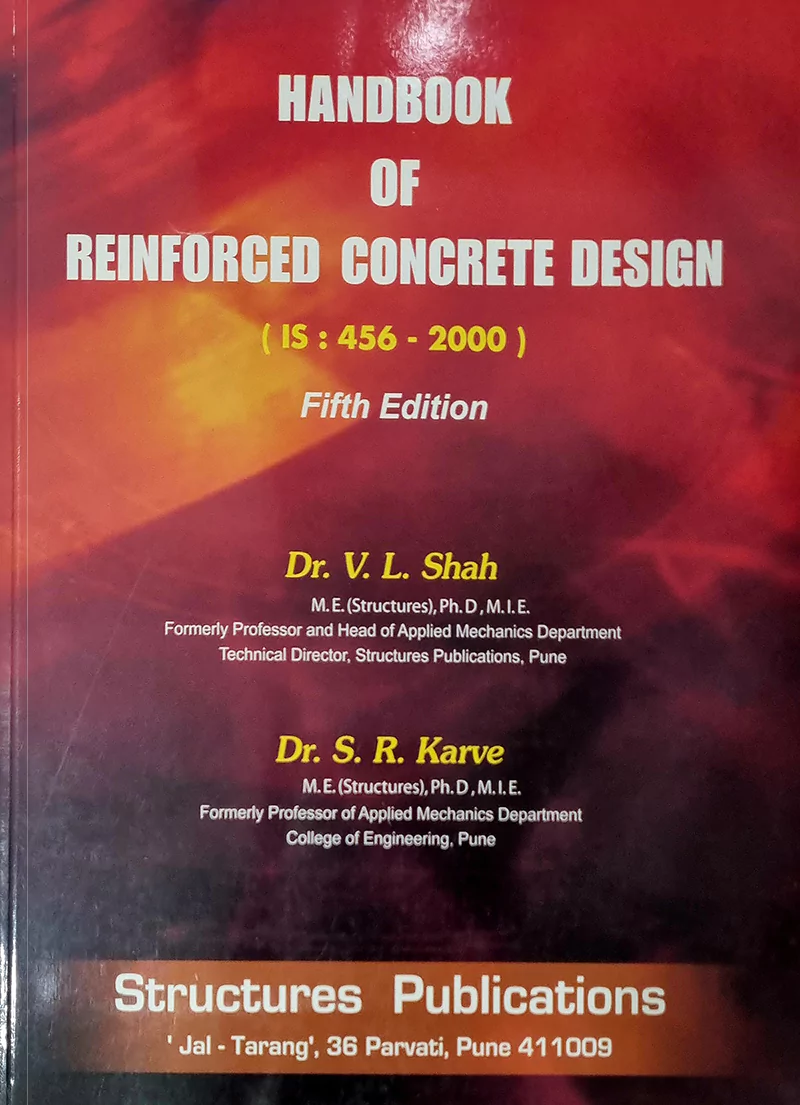 HANDBOOK
OF
REINFORCED CONCRETE DESIGN
( IS : 456 - 2000 )
Fifth Edition
Dr. V. L. Shah
M.E.(Structures), Ph.D , M.I.E.
Formerly Professor and Head of Applied Mechanics Department
Technical Director, Structures Publications, Pune
Dr. S. R. Karve
M.E.(Structures), Ph.D , M.I.E.
Formerly Professor of Applied Mechanics Department
College of Engineering, Pune
Structures Publications
' Jal - Tarang', 36 Parvati, Pune 411009